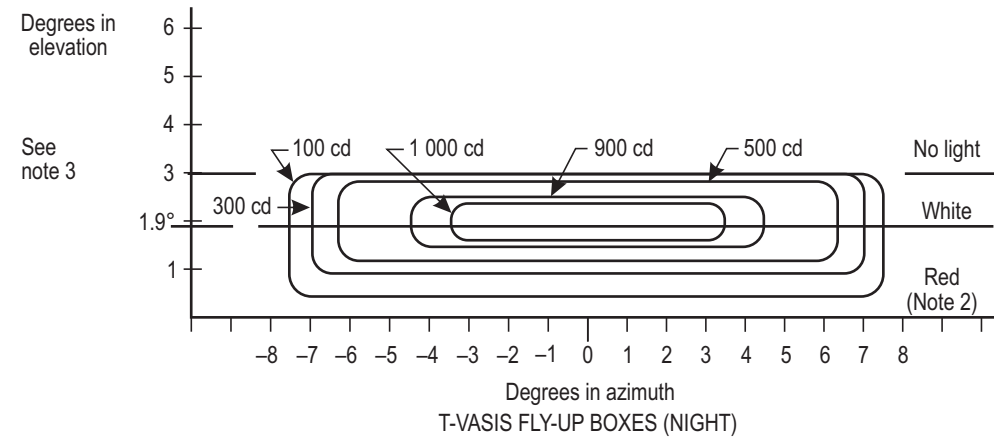 Degrees in
elevation
6
5
4
See
note 3
3
100 cd
1 000 cd
900 cd
500 cd
No light
300 cd
1.9°
White
1
Red
(Note 2)
–8 –7 –6 –5 –4 –3 –2 –1 0 1 2 3 4 5 6 7 8
Degrees in azimuth
T-VASIS FLY-UP BOXES (NIGHT)